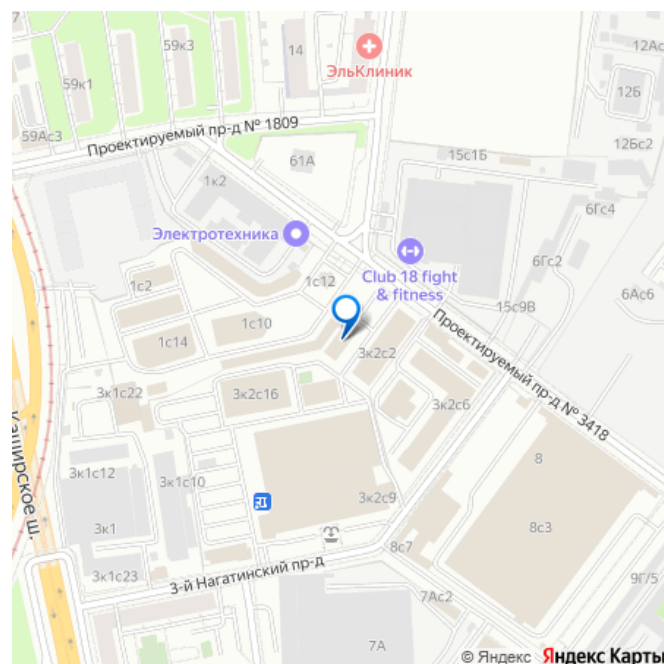 59к3
14
12Ас
59к1
ЭльКлиник
12Б
59Ас3
Проектируемый пр-д № 1809
15с1Б
12Бс2
61А
1к2
6Гс4
Электротехника
Club 18 fight
& fitness
6Гс2
1с2
1с12
15с9В
6Ас6
1с10
Проектируемый пр-д № 3418
1с14
3к2с2
3к1с22
3к2с16
3к2с6
Каширское ш.
3к1с12
3к1с10
8
3к2с9
3к1
8с3
8с7
3-й Нагатинский пр-д
3к1с23
9Г/5
7Ас2
7А
© Яндекс Яндекс Карты